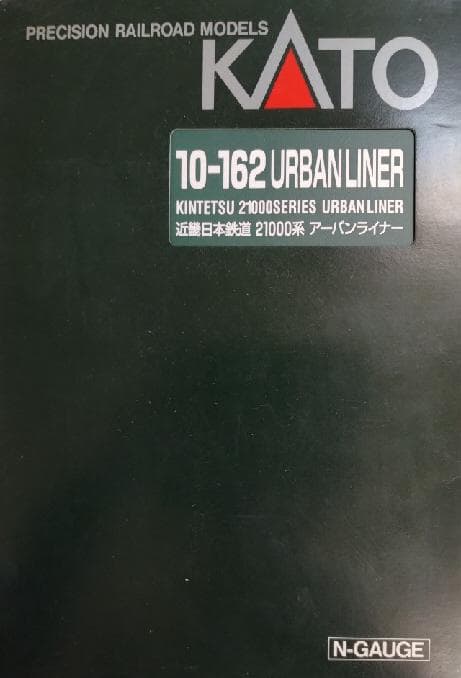 PRECISION RAILROAD MODELS
KATO
10-162 URBAN LINER
KINTETSU 21000SERIES URBAN LINER
近畿日本鉄道 21000系 アーバンライナー
N-GAUGE